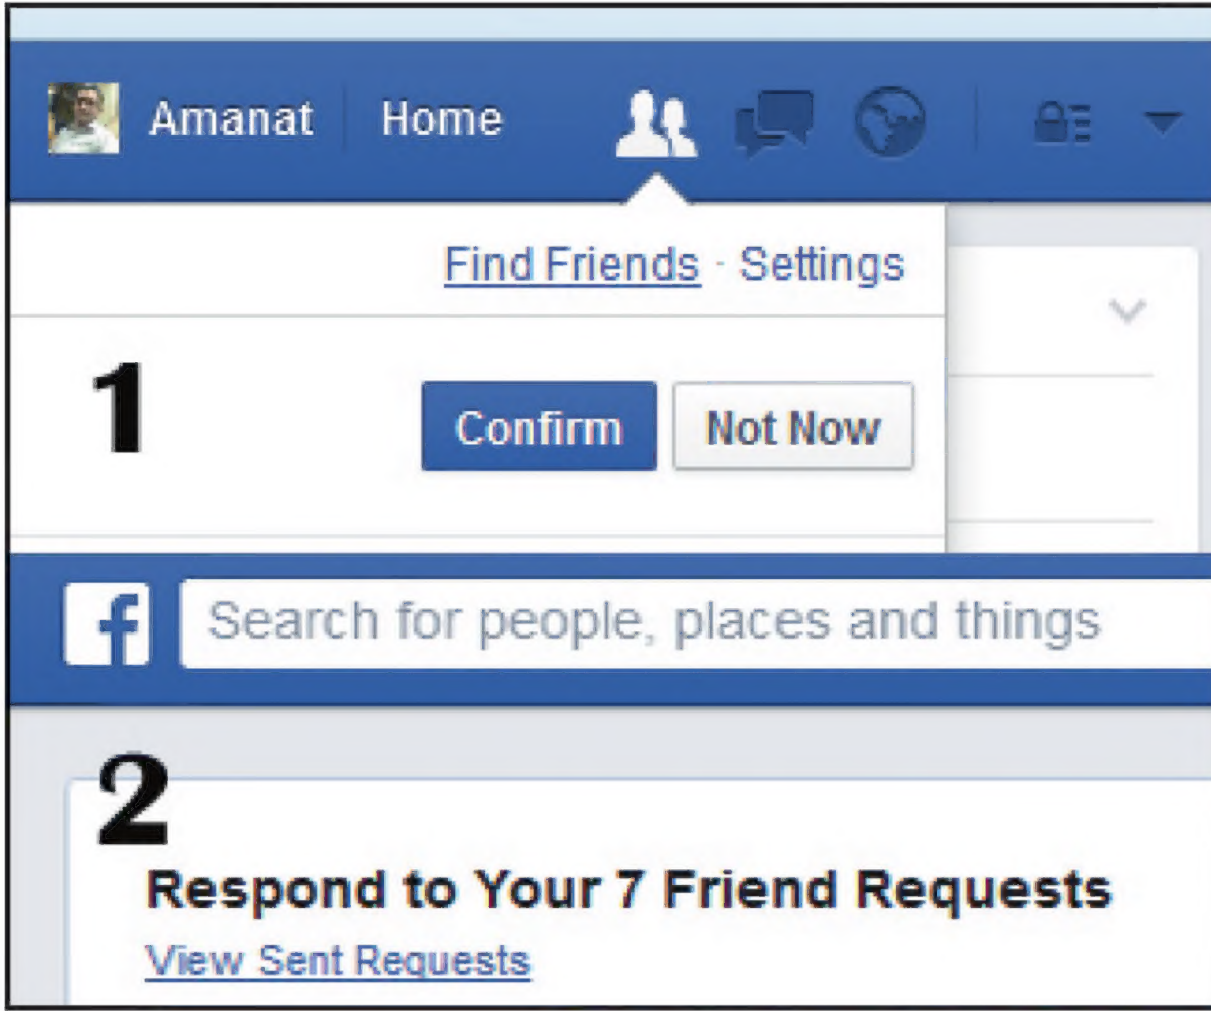 Amanat Home
Find Friends · Settings
1 Confirm Not Now
f Search for people, places and things
2
Respond to Your 7 Friend Requests
View Sent Requests